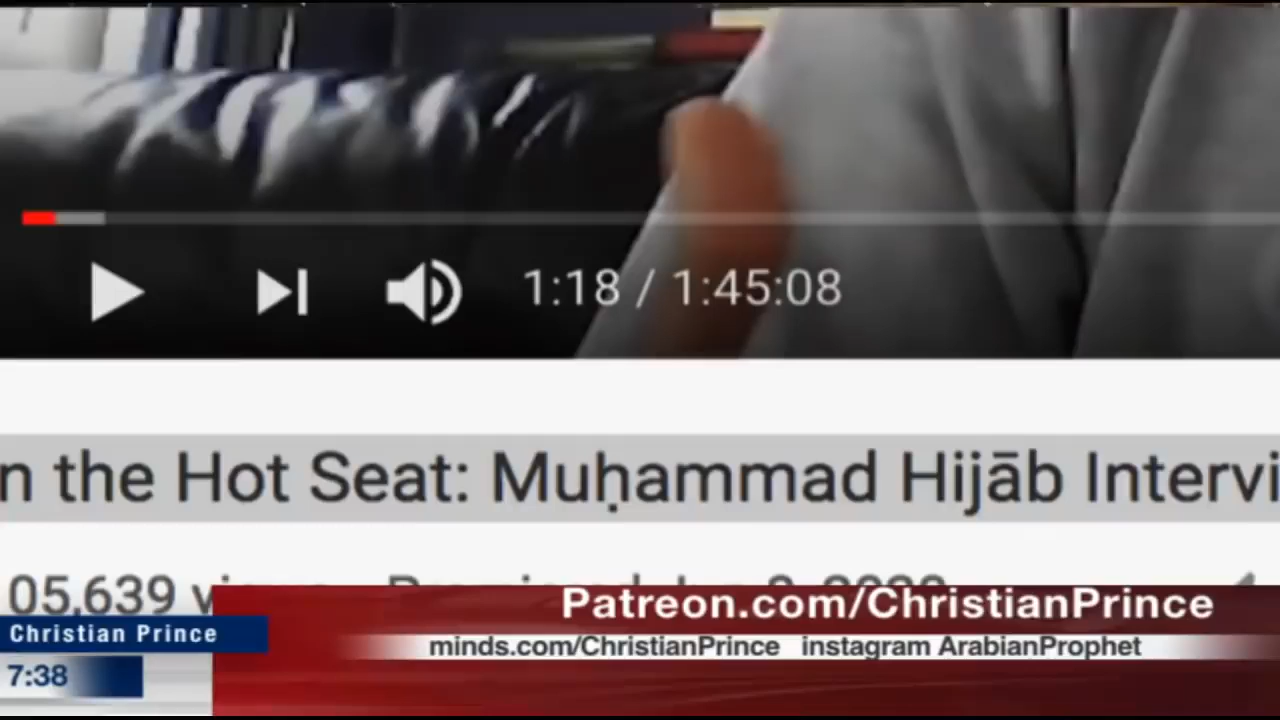 1:18 / 1:45:08
n the Hot Seat: Muḥammad Hijāb Intervi
05,639
Patreon.com/ChristianPrince
Christian Prince
minds.com/ChristianPrince instagram ArabianProphet
7:38